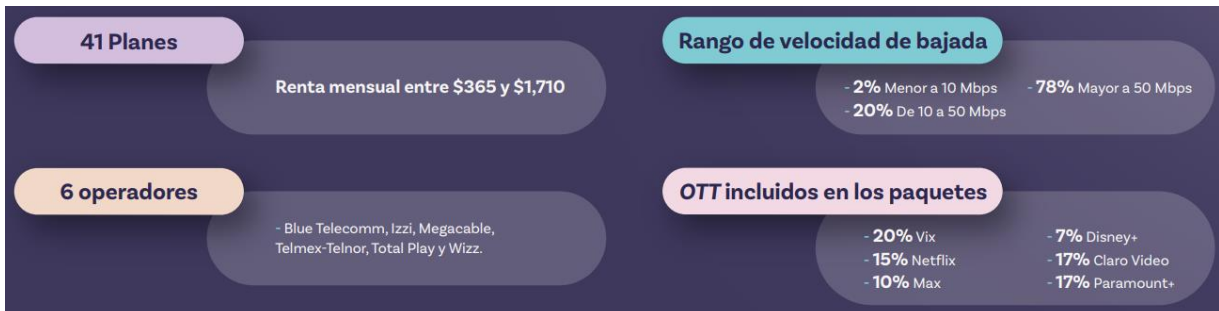 41 Planes
Renta mensual entre $365 y $1,710
6 operadores
- Blue Telecomm, Izzi, Megacable,
Telmex-Telnor, Total Play y Wizz.
Rango de velocidad de bajada
- 2% Menor a 10 Mbps
- 20% De 10 a 50 Mbps
- 78% Mayor a 50 Mbps
OTT incluidos en los paquetes
- 20% Vix
- 15% Netflix
- 10% Max
- 7% Disney+
- 17% Claro Video
- 17% Paramount+